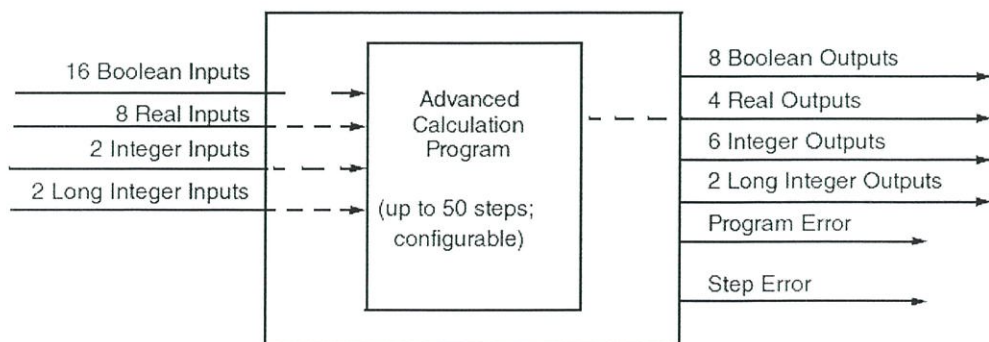 16 Boolean Inputs
8 Real Inputs
2 Integer Inputs
2 Long Integer Inputs
Advanced
Calculation
Program
(up to 50 steps;
configurable)
8 Boolean Outputs
4 Real Outputs
6 Integer Outputs
2 Long Integer Outputs
Program Error
Step Error